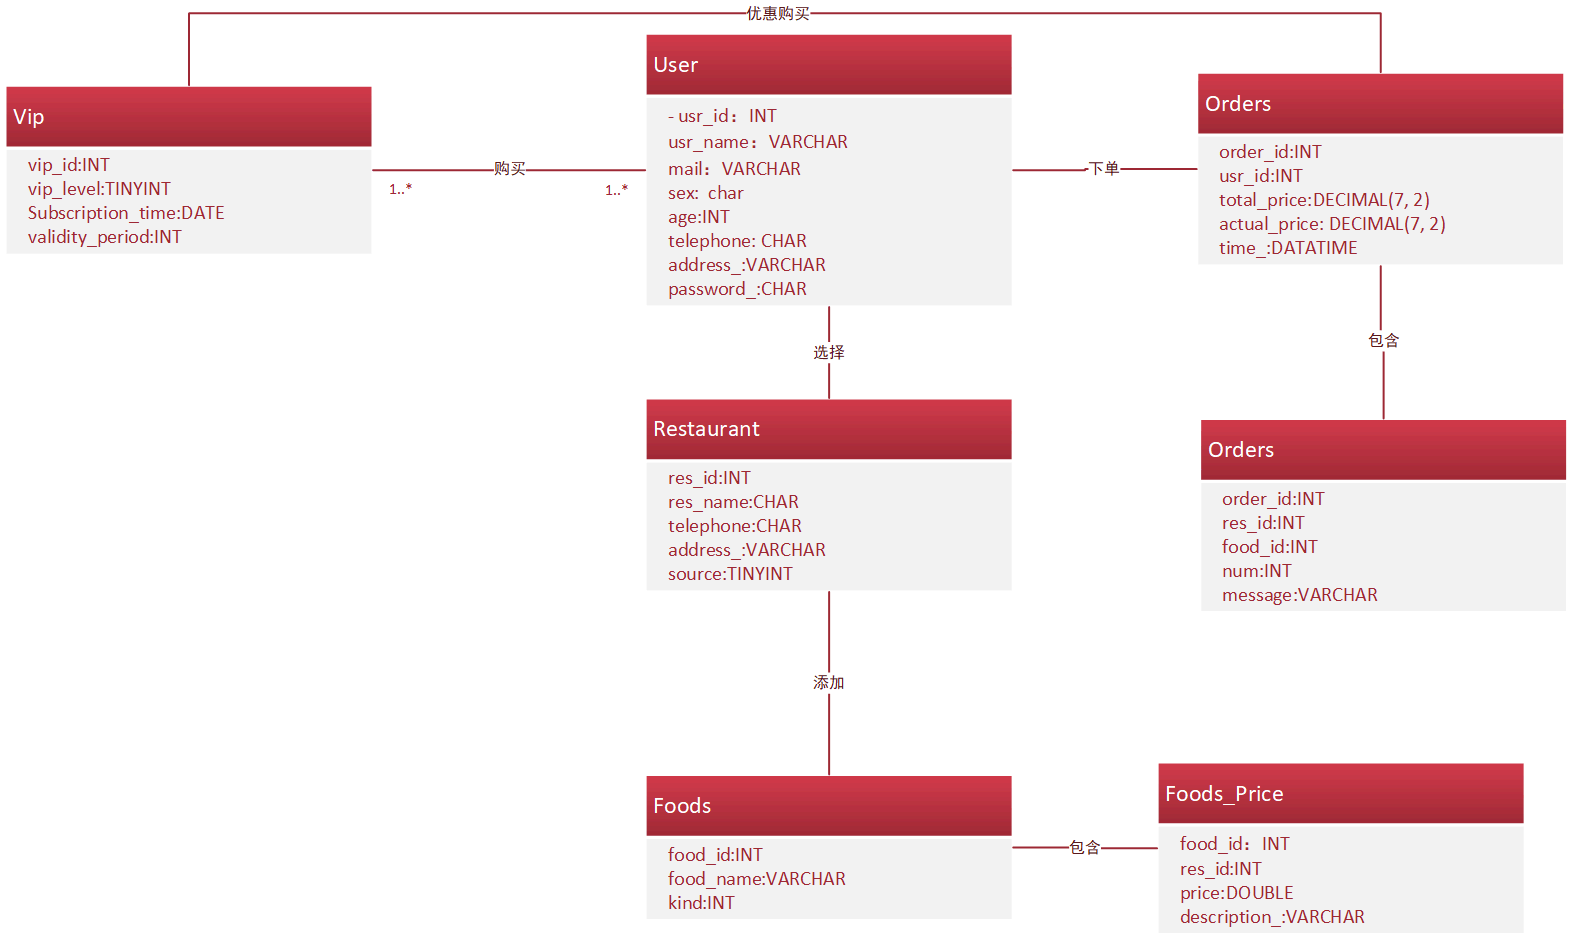 优惠购买
User
- usr_id：INT
usr_name：VARCHAR
mail：VARCHAR
sex: char
age:INT
telephone: CHAR
address_:VARCHAR
password_:CHAR
Vip
vip_id:INT
vip_level:TINYINT
Subscription_time:DATE
validity_period:INT
购买
1..*
1..*
下单
Orders
order_id:INT
usr_id:INT
total_price:DECIMAL(7, 2)
actual_price: DECIMAL(7, 2)
time_:DATATIME
选择
包含
Restaurant
res_id:INT
res_name:CHAR
telephone:CHAR
address_:VARCHAR
source:TINYINT
Orders
order_id:INT
res_id:INT
food_id:INT
num:INT
message:VARCHAR
添加
Foods
food_id:INT
food_name:VARCHAR
kind:INT
包含
Foods_Price
food_id：INT
res_id:INT
price:DOUBLE
description_:VARCHAR